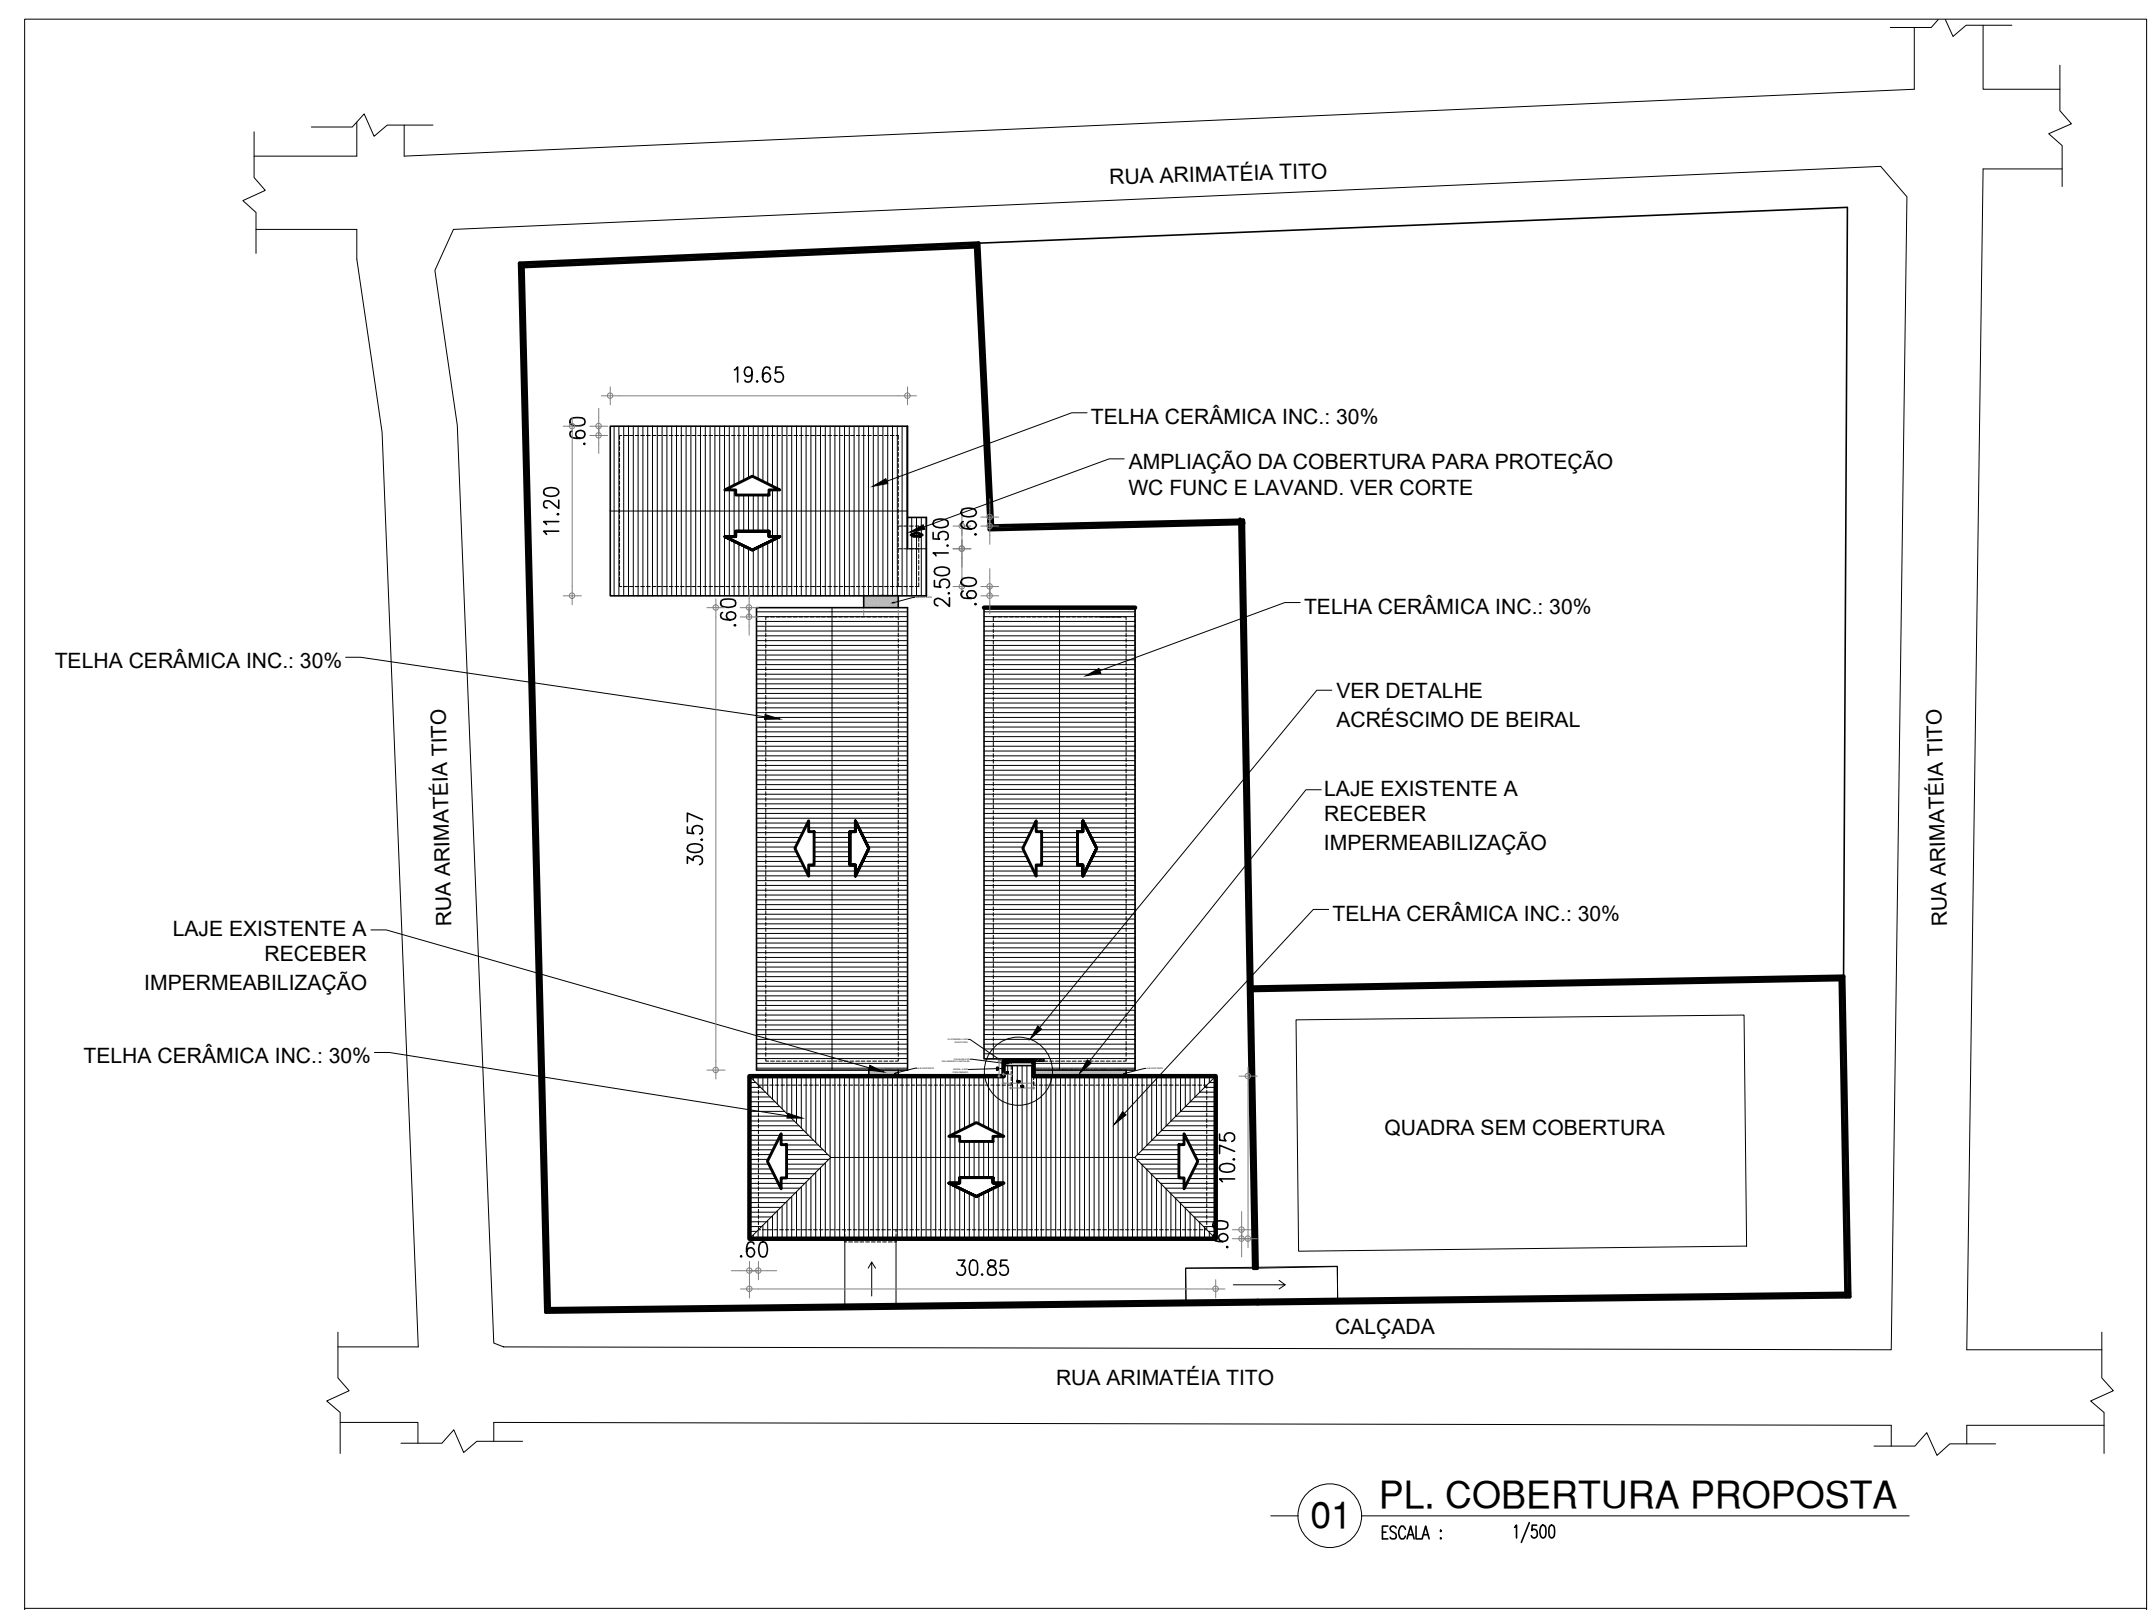 RUA ARIMATÉIA TITO
19.65
.60
TELHA CERÂMICA INC.: 30%
AMPLIAÇÃO DA COBERTURA PARA PROTEÇÃO
WC FUNC E LAVAND. VER CORTE
11.20
1.50
.60
2.50
.60
.60
TELHA CERÂMICA INC.: 30%
TELHA CERÂMICA INC.: 30%
VER DETALHE
ACRÉSCIMO DE BEIRAL
RUA ARIMATÉIA TITO
RUA ARIMATÉIA TITO
LAJE EXISTENTE A
RECEBER
IMPERMEABILIZAÇÃO
30.57
TELHA CERÂMICA INC.: 30%
LAJE EXISTENTE A
RECEBER
IMPERMEABILIZAÇÃO
TELHA CERÂMICA INC.: 30%
QUADRA SEM COBERTURA
10.75
.60
.60
30.85
CALÇADA
RUA ARIMATÉIA TITO
01
PL. COBERTURA PROPOSTA
ESCALA : 1/500